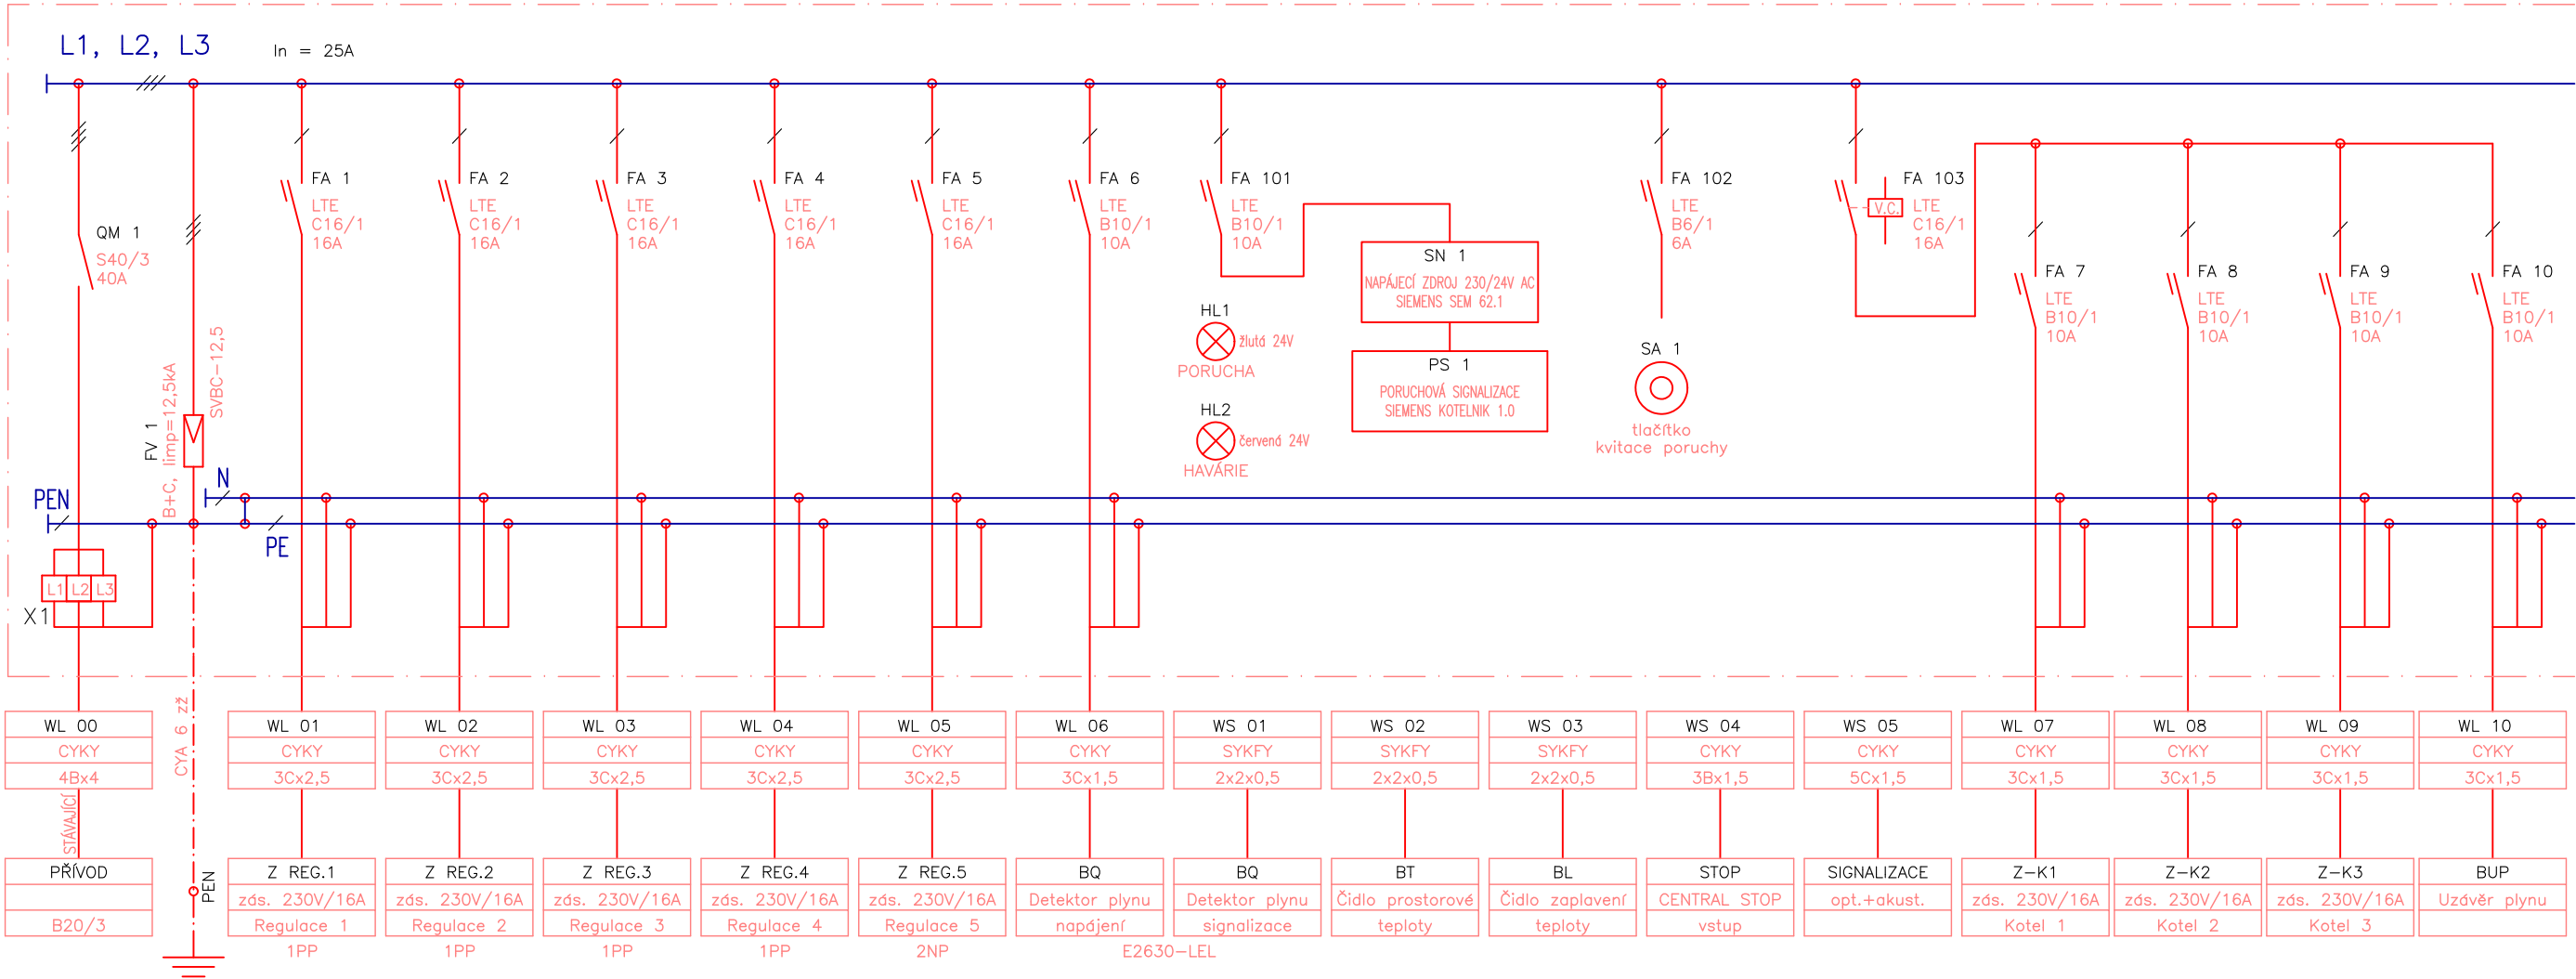 L1, L2, L3
In = 25A
QM 1
S40/3
40A
FV 1
B+C, limp=12,5kA
SVBC-12,5
FA 1
LTE
C16/1
16A
FA 2
LTE
C16/1
16A
FA 3
LTE
C16/1
16A
FA 4
LTE
C16/1
16A
FA 5
LTE
C16/1
16A
FA 6
LTE
B10/1
10A
FA 101
LTE
B10/1
10A
SN 1
NAPÁJECÍ ZDROJ 230/24V AC
SIEMENS SEM 62.1
PS 1
PORUCHOVÁ SIGNALIZACE
SIEMENS KOTELNIK 1.0
HL1
žlutá 24V
PORUCHA
HL2
červená 24V
HAVÁRIE
FA 102
LTE
B6/1
6A
SA 1
tlačítko
kvitace poruchy
FA 103
V.C.
LTE
C16/1
16A
FA 7
LTE
B10/1
10A
FA 8
LTE
B10/1
10A
FA 9
LTE
B10/1
10A
FA 10
LTE
B10/1
10A
PEN
N
PE
L1 L2 L3
X1
WL 00
CYKY
4Bx4
STÁVAJÍCÍ
PŘÍVOD
B20/3
CYA 6 zž
PEN
WL 01
CYKY
3Cx2,5
Z REG.1
zás. 230V/16A
Regulace 1
1PP
WL 02
CYKY
3Cx2,5
Z REG.2
zás. 230V/16A
Regulace 2
1PP
WL 03
CYKY
3Cx2,5
Z REG.3
zás. 230V/16A
Regulace 3
1PP
WL 04
CYKY
3Cx2,5
Z REG.4
zás. 230V/16A
Regulace 4
1PP
WL 05
CYKY
3Cx2,5
Z REG.5
zás. 230V/16A
Regulace 5
2NP
WL 06
CYKY
3Cx1,5
BQ
Detektor plynu
napájení
WS 01
SYKFY
2x2x0,5
BQ
Detektor plynu
signalizace
E2630-LEL
WS 02
SYKFY
2x2x0,5
BT
Čidlo prostorové
teploty
WS 03
SYKFY
2x2x0,5
BL
Čidlo zaplavení
teploty
WS 04
CYKY
3Bx1,5
STOP
CENTRAL STOP
vstup
WS 05
CYKY
5Cx1,5
SIGNALIZACE
opt.+akust.
WL 07
CYKY
3Cx1,5
Z-K1
zás. 230V/16A
Kotel 1
WL 08
CYKY
3Cx1,5
Z-K2
zás. 230V/16A
Kotel 2
WL 09
CYKY
3Cx1,5
Z-K3
zás. 230V/16A
Kotel 3
WL 10
CYKY
3Cx1,5
BUP
Uzávěr plynu